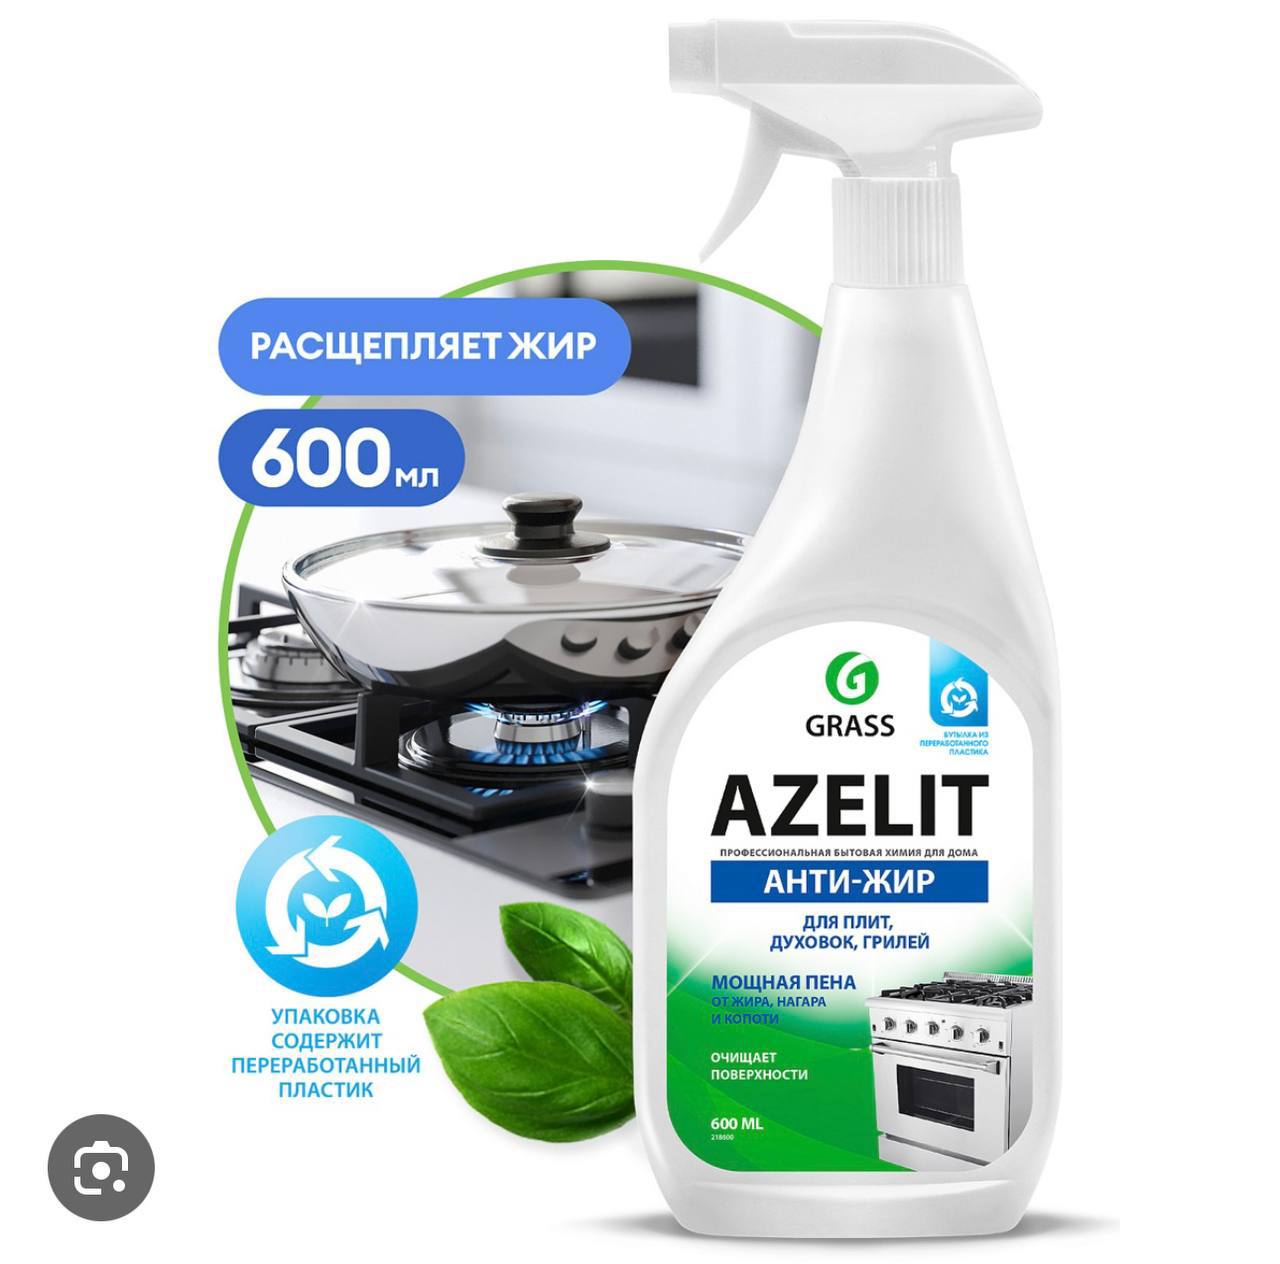 РАСЩЕПЛЯЕТ ЖИР
600 мл
УПАКОВКА
СОДЕРЖИТ
ПЕРЕРАБОТАННЫЙ
ПЛАСТИК
GRASS
БУТЫЛКА ИЗ
ПЕРЕРАБОТАННОГО
ПЛАСТИКА
AZELIT
ПРОФЕССИОНАЛЬНАЯ БЫТОВАЯ ХИМИЯ ДЛЯ ДОМА
АНТИ-ЖИР
ДЛЯ ПЛИТ,
ДУХОВОК, ГРИЛЕЙ
МОЩНАЯ ПЕНА
ОТ ЖИРА, НАГАРА
И КОПОТИ
ОЧИЩАЕТ
ПОВЕРХНОСТИ
600 ML
218600